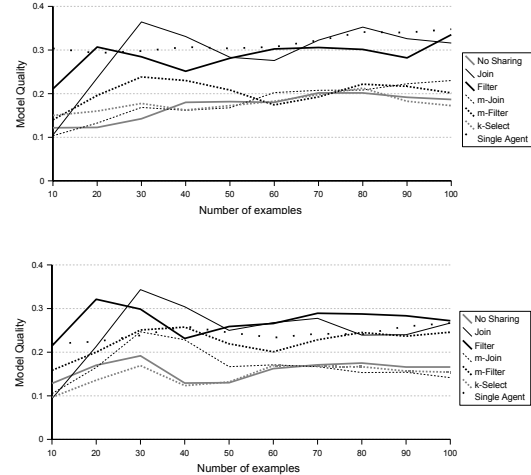 0.4
0.3
0.2
0.1
0
Model Quality
10 20 30 40 50 60 70 80 90 100
Number of examples
No Sharing
Join
Filter
m-Join
m-Filter
k-Select
Single Agent
0.4
0.3
0.2
0.1
0
Model Quality
10 20 30 40 50 60 70 80 90 100
Number of examples
No Sharing
Join
Filter
m-Join
m-Filter
k-Select
Single Agent